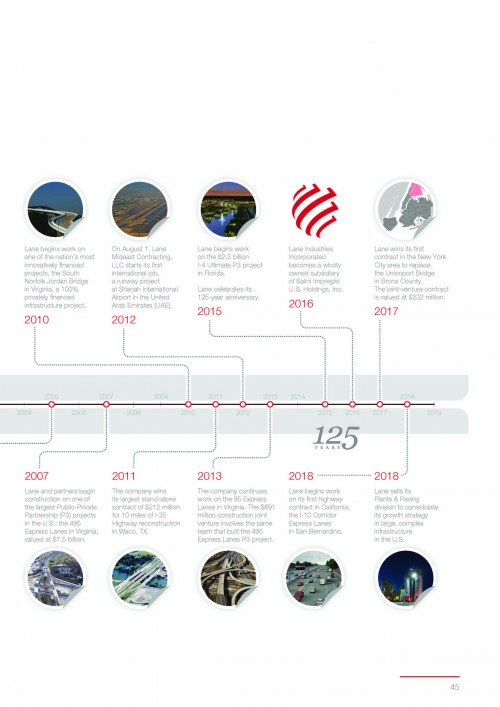 Lane begins work on
one of the nation's most
innovatively financed
projects, the South
Norfolk Jordan Bridge
in Virginia, a 100%
privately financed
infrastructure project.
2010
On August 1, Lane
Mideast Contracting,
LLC starts its first
international job,
a runway project
at Sharjah International
Airport in the United
Arab Emirates (UAE).
2012
Lane begins work
on the $2.3 billion
I-4 Ultimate P3 project
in Florida.
Lane celebrates its
125-year anniversary.
2015
Lane Industries
Incorporated
becomes a wholly
owned subsidiary
of Salini Impregilo
U.S. Holdings, Inc.
2016
Lane wins its first
contract in the New York
City area to replace
the Unionport Bridge
in Bronx County.
The joint-venture contract
is valued at $232 million.
2017
2005 2007 2009 2010 2011 2012 2013 2014 2015 2016 2017 2018 2019
2004 2006 2008
125
YEARS
2007
Lane and partners begin
construction on one of
the largest Public-Private
Partnership (P3) projects
in the U.S.: the 495
Express Lanes in Virginia,
valued at $1.5 billion.
2011
The company wins
its largest stand-alone
contract of $212 million
for 10 miles of I-35
Highway reconstruction
in Waco, TX.
2013
The company continues
work on the 95 Express
Lanes in Virginia. The $691
million construction joint
venture involves the same
team that built the 495
Express Lanes P3 project.
2018
Lane begins work
on its first highway
contract in California,
the I-10 Corridor
Express Lanes
in San Bernardino.
2018
Lane sells its
Plants & Paving
division to consolidate
its growth strategy
in large, complex
infrastructure
in the U.S.
45